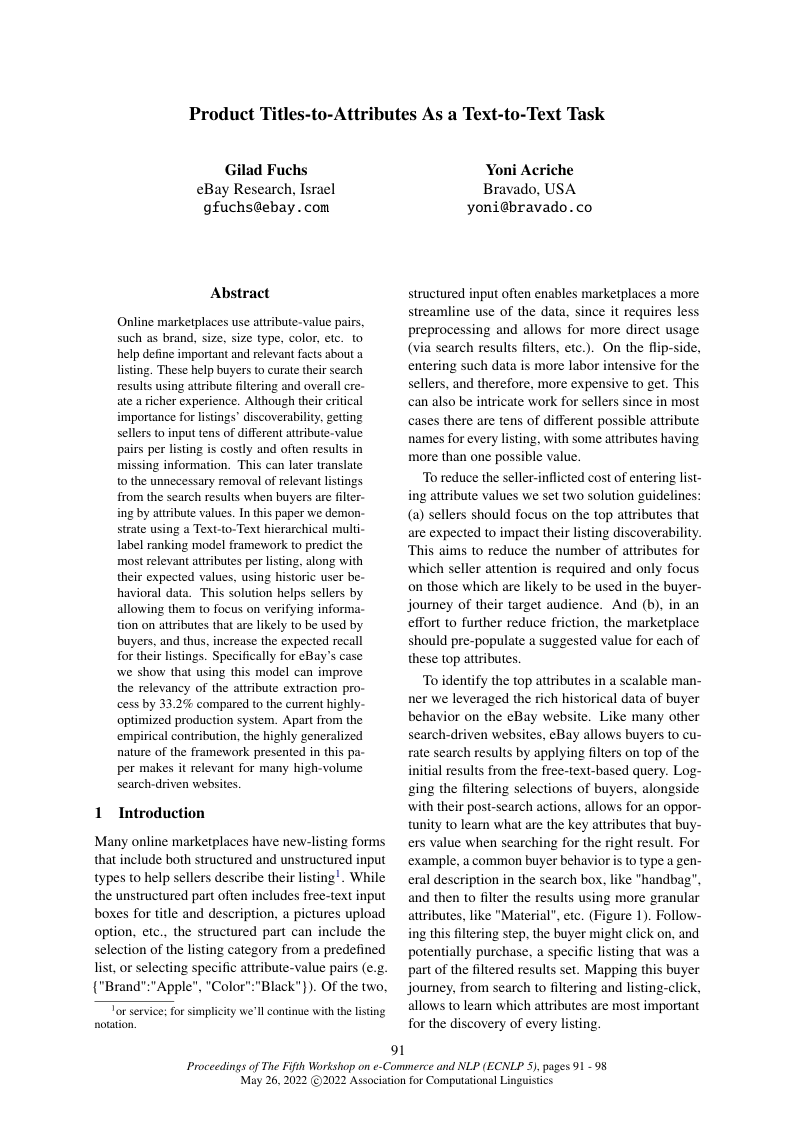 Product Titles-to-Attributes As a Text-to-Text Task
Gilad Fuchs
eBay Research, Israel
gfuchs@ebay.com
Yoni Acriche
Bravado, USA
yoni@bravado.co
Abstract
Online marketplaces use attribute-value pairs,
such as brand, size, size type, color, etc. to
help define important and relevant facts about a
listing. These help buyers to curate their search
results using attribute filtering and overall cre-
ate a richer experience. Although their critical
importance for listings' discoverability, getting
sellers to input tens of different attribute-value
pairs per listing is costly and often results in
missing information. This can later translate
to the unnecessary removal of relevant listings
from the search results when buyers are filter-
ing by attribute values. In this paper we demon-
strate using a Text-to-Text hierarchical multi-
label ranking model framework to predict the
most relevant attributes per listing, along with
their expected values, using historic user be-
havioral data. This solution helps sellers by
allowing them to focus on verifying informa-
tion on attributes that are likely to be used by
buyers, and thus, increase the expected recall
for their listings. Specifically for eBay's case
we show that using this model can improve
the relevancy of the attribute extraction pro-
cess by 33.2% compared to the current highly-
optimized production system. Apart from the
empirical contribution, the highly generalized
nature of the framework presented in this pa-
per makes it relevant for many high-volume
search-driven websites.
1 Introduction
Many online marketplaces have new-listing forms
that include both structured and unstructured input
types to help sellers describe their listing1. While
the unstructured part often includes free-text input
boxes for title and description, a pictures upload
option, etc., the structured part can include the
selection of the listing category from a predefined
list, or selecting specific attribute-value pairs (e.g.
{"Brand":"Apple", "Color":"Black"}). Of the two,
1or service; for simplicity we'll continue with the listing
notation.
structured input often enables marketplaces a more
streamline use of the data, since it requires less
preprocessing and allows for more direct usage
(via search results filters, etc.). On the flip-side,
entering such data is more labor intensive for the
sellers, and therefore, more expensive to get. This
can also be intricate work for sellers since in most
cases there are tens of different possible attribute
names for every listing, with some attributes having
more than one possible value.
To reduce the seller-inflicted cost of entering list-
ing attribute values we set two solution guidelines:
(a) sellers should focus on the top attributes that
are expected to impact their listing discoverability.
This aims to reduce the number of attributes for
which seller attention is required and only focus
on those which are likely to be used in the buyer-
journey of their target audience. And (b), in an
effort to further reduce friction, the marketplace
should pre-populate a suggested value for each of
these top attributes.
To identify the top attributes in a scalable man-
ner we leveraged the rich historical data of buyer
behavior on the eBay website. Like many other
search-driven websites, eBay allows buyers to cu-
rate search results by applying filters on top of the
initial results from the free-text-based query. Log-
ging the filtering selections of buyers, alongside
with their post-search actions, allows for an oppor-
tunity to learn what are the key attributes that buy-
ers value when searching for the right result. For
example, a common buyer behavior is to type a gen-
eral description in the search box, like "handbag",
and then to filter the results using more granular
attributes, like "Material", etc. (Figure 1). Follow-
ing this filtering step, the buyer might click on, and
potentially purchase, a specific listing that was a
part of the filtered results set. Mapping this buyer
journey, from search to filtering and listing-click,
allows to learn which attributes are most important
for the discovery of every listing.
91
Proceedings of The Fifth Workshop on e-Commerce and NLP (ECNLP 5), pages 91 - 98
May 26, 2022 ©2022 Association for Computational Linguistics